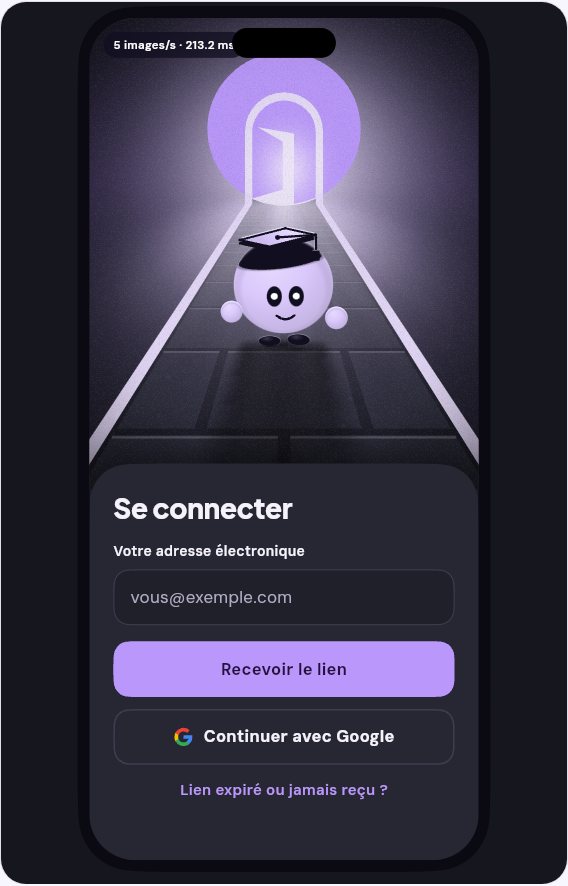 5 images/s · 213.2 ms
Se connecter
Votre adresse électronique
vous@exemple.com
Recevoir le lien
Continuer avec Google
Lien expiré ou jamais reçu ?